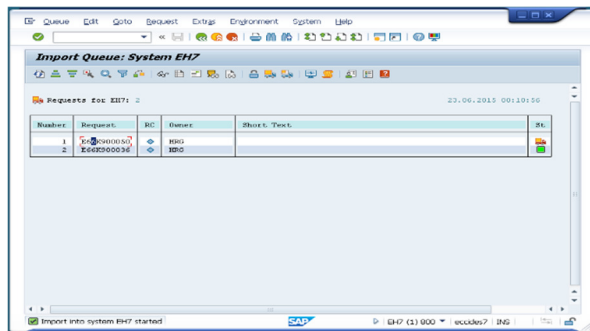 Queue Edit Goto Request Extras Environment System Help
Import Queue: System EH7
Requests for EH7: 2 23.06.2015 00:10:56
Number Request RC Owner Short Text St
1 HRG
2 E66K900036 HRG
Import into system EH7 started SAP EH7 (1) 800 eccides7 INS